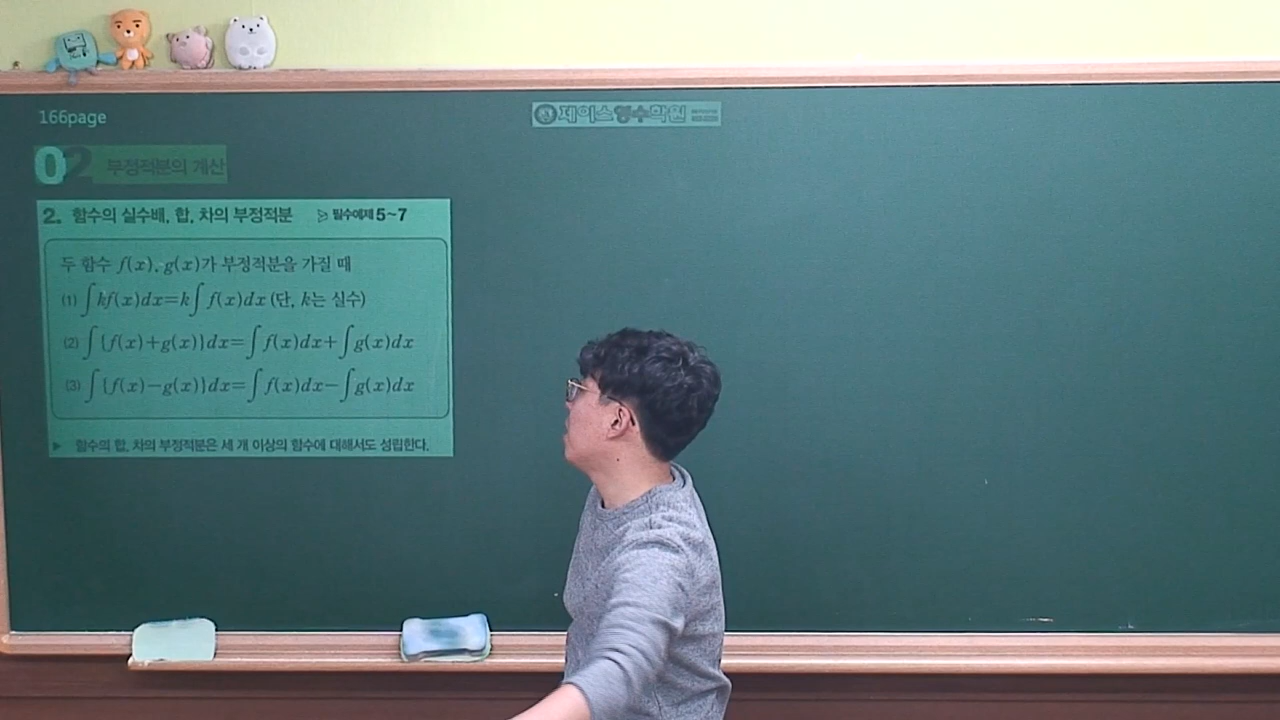 166page
제이스영수학원
02 부정적분의 계산
2. 함수의 실수배, 합, 차의 부정적분 필수예제 5~7
두 함수 f(x), g(x)가 부정적분을 가질 때
(1) ∫kf(x)dx=k∫f(x)dx (단, k는 실수)
(2) ∫{f(x)+g(x)}dx=∫f(x)dx+∫g(x)dx
(3) ∫{f(x)-g(x)}dx=∫f(x)dx-∫g(x)dx
▶ 함수의 합, 차의 부정적분은 세 개 이상의 함수에 대해서도 성립한다.